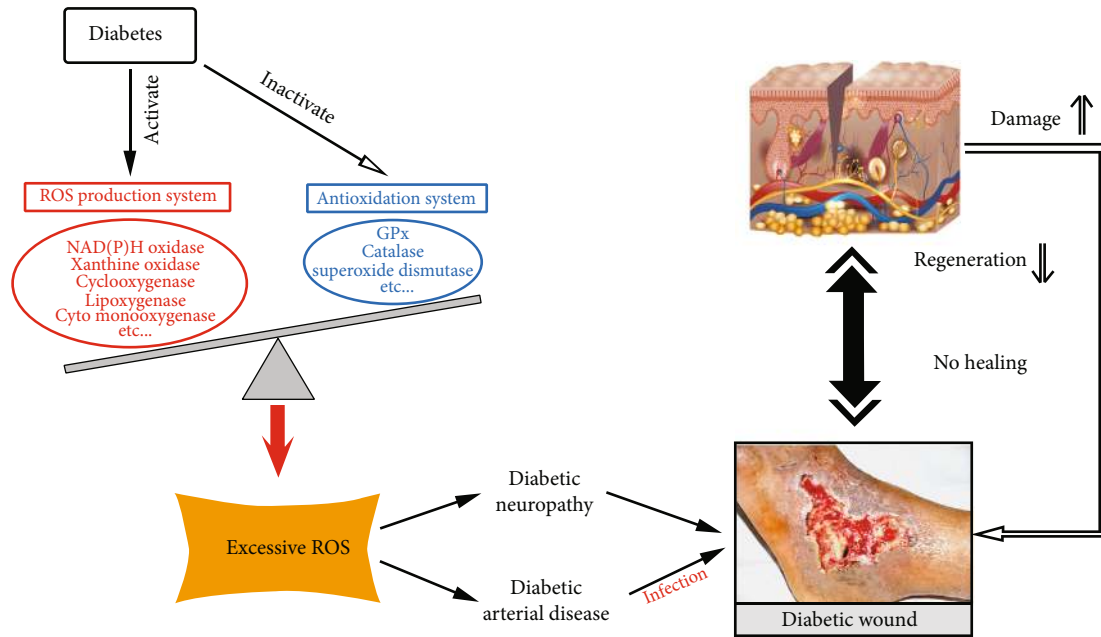 Diabetes
Activate
Inactivate
ROS production system
NAD(P)H oxidase
Xanthine oxidase
Cyclooxygenase
Lipoxygenase
Cyto monooxygenase
etc...
Antioxidation system
GPx
Catalase
superoxide dismutase
etc...
Excessive ROS
Diabetic
neuropathy
Diabetic
arterial disease
Infection
Damage
Regeneration
No healing
Diabetic wound